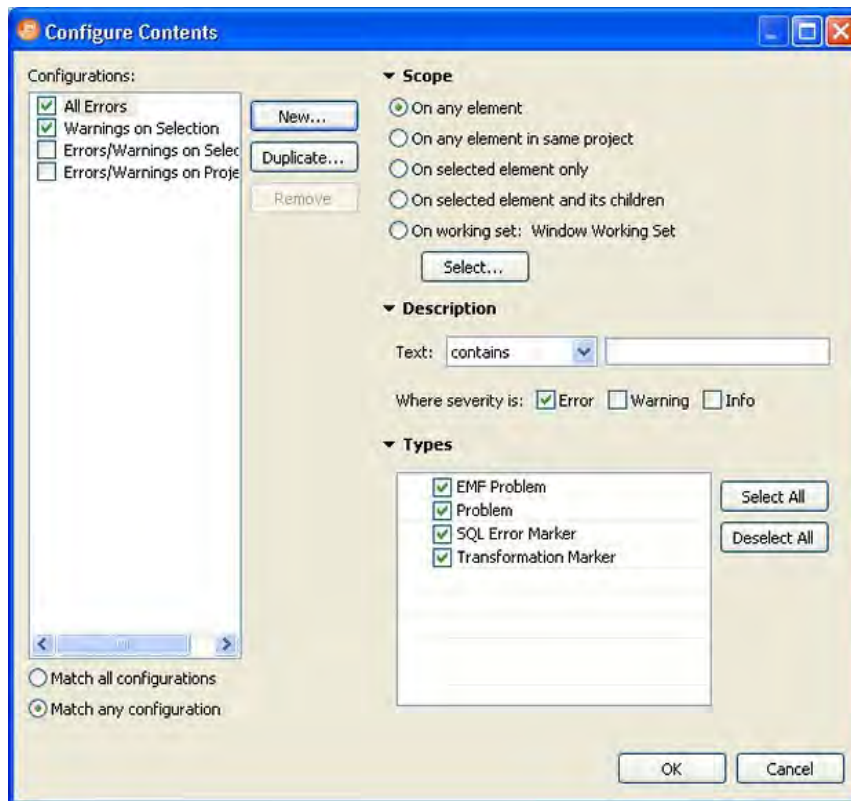 Configure Contents
Configurations:
All Errors
Warnings on Selection
Errors/Warnings on Selec
Errors/Warnings on Proje
New...
Duplicate...
Remove
Match all configurations
Match any configuration
Scope
On any element
On any element in same project
On selected element only
On selected element and its children
On working set: Window Working Set
Select...
Description
Text: contains
Where severity is: Error Warning Info
Types
EMF Problem
Problem
SQL Error Marker
Transformation Marker
Select All
Deselect All
OK Cancel